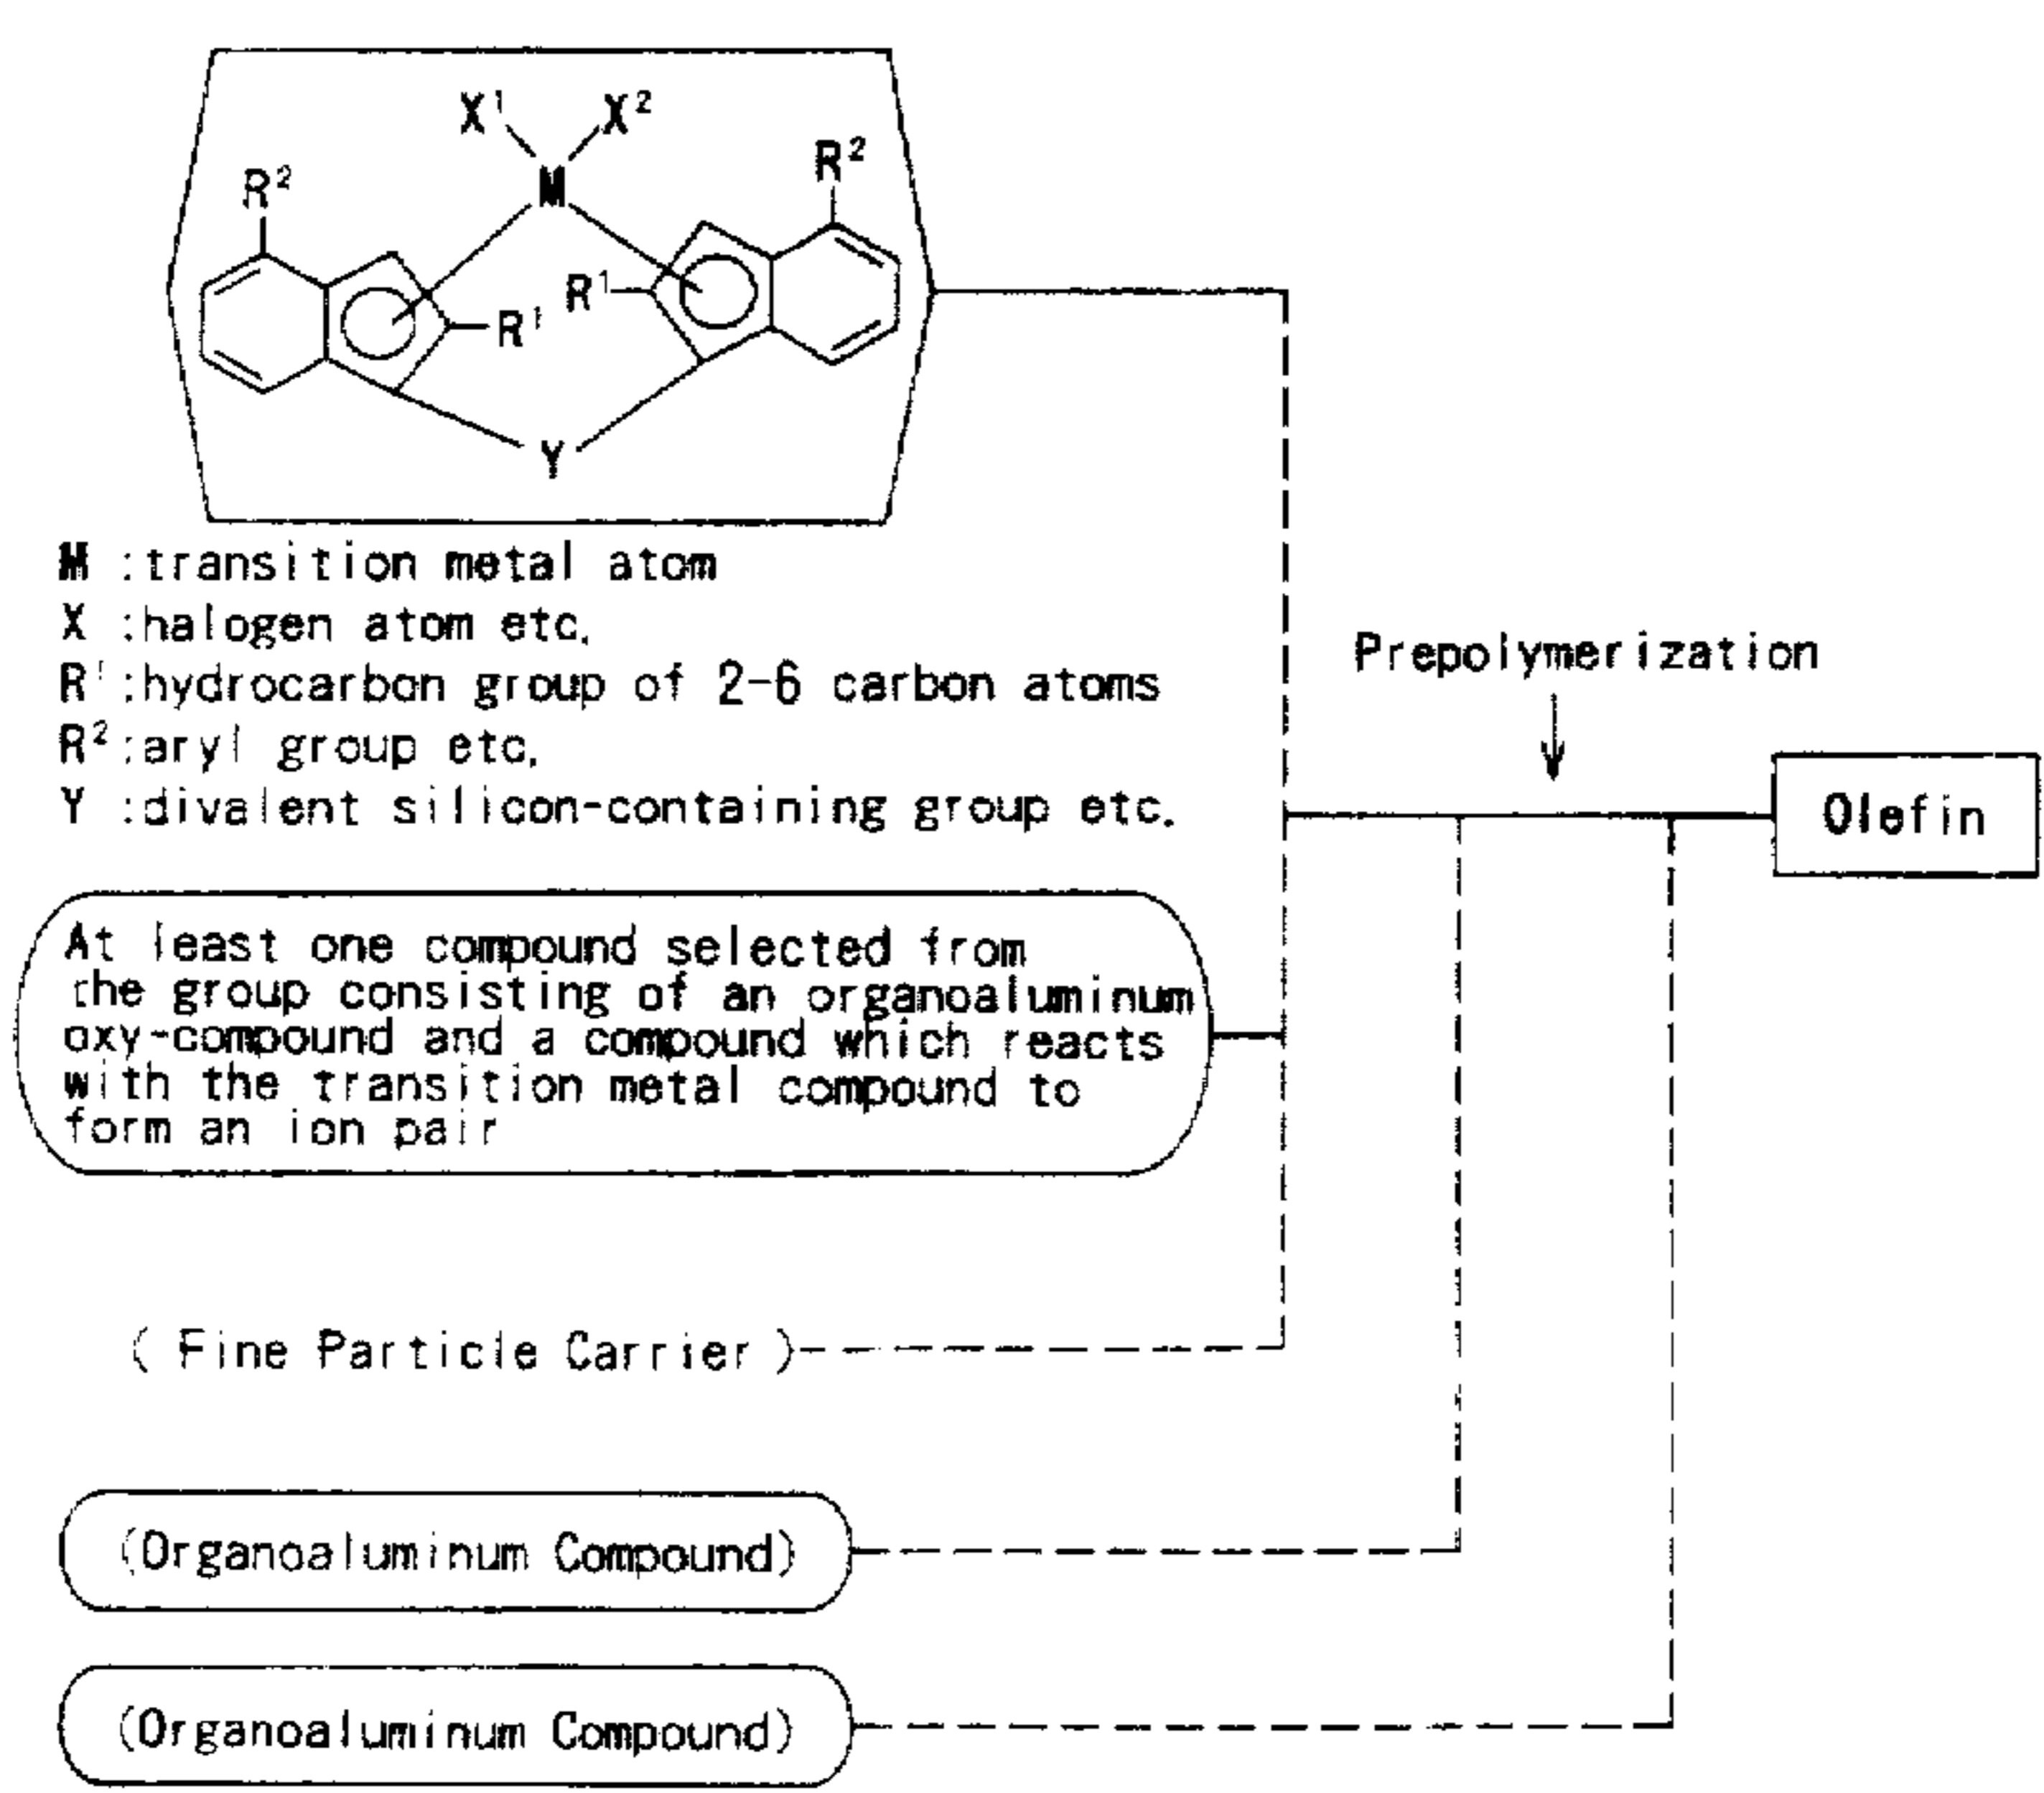 X¹ X²
R² M R²
R¹ R¹
Y
M :transition metal atom
X :halogen atom etc.
R¹:hydrocarbon group of 2-6 carbon atoms
R²:aryl group etc.
Y :divalent silicon-containing group etc.
Prepolymerization
Olefin
At least one compound selected from
the group consisting of an organoaluminum
oxy-compound and a compound which reacts
with the transition metal compound to
form an ion pair
( Fine Particle Carrier )
(Organoaluminum Compound)
(Organoaluminum Compound)